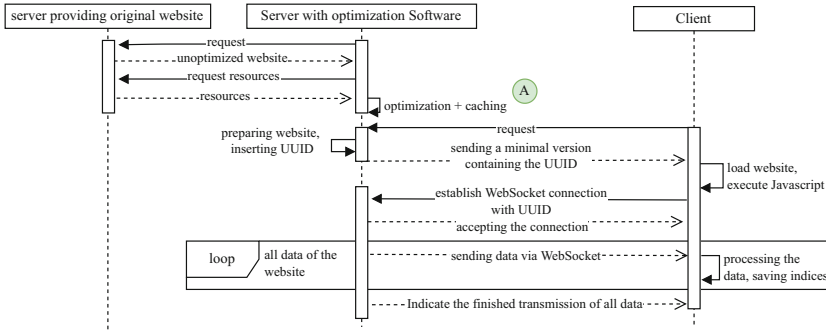 server providing original website
Server with optimization Software
Client
request
unoptimized website
request resources
resources
A
optimization + caching
request
preparing website,
inserting UUID
sending a minimal version
containing the UUID
load website,
execute Javascript
establish WebSocket connection
with UUID
accepting the connection
loop
all data of the
website
sending data via WebSocket
processing the
data, saving indices
Indicate the finished transmission of all data